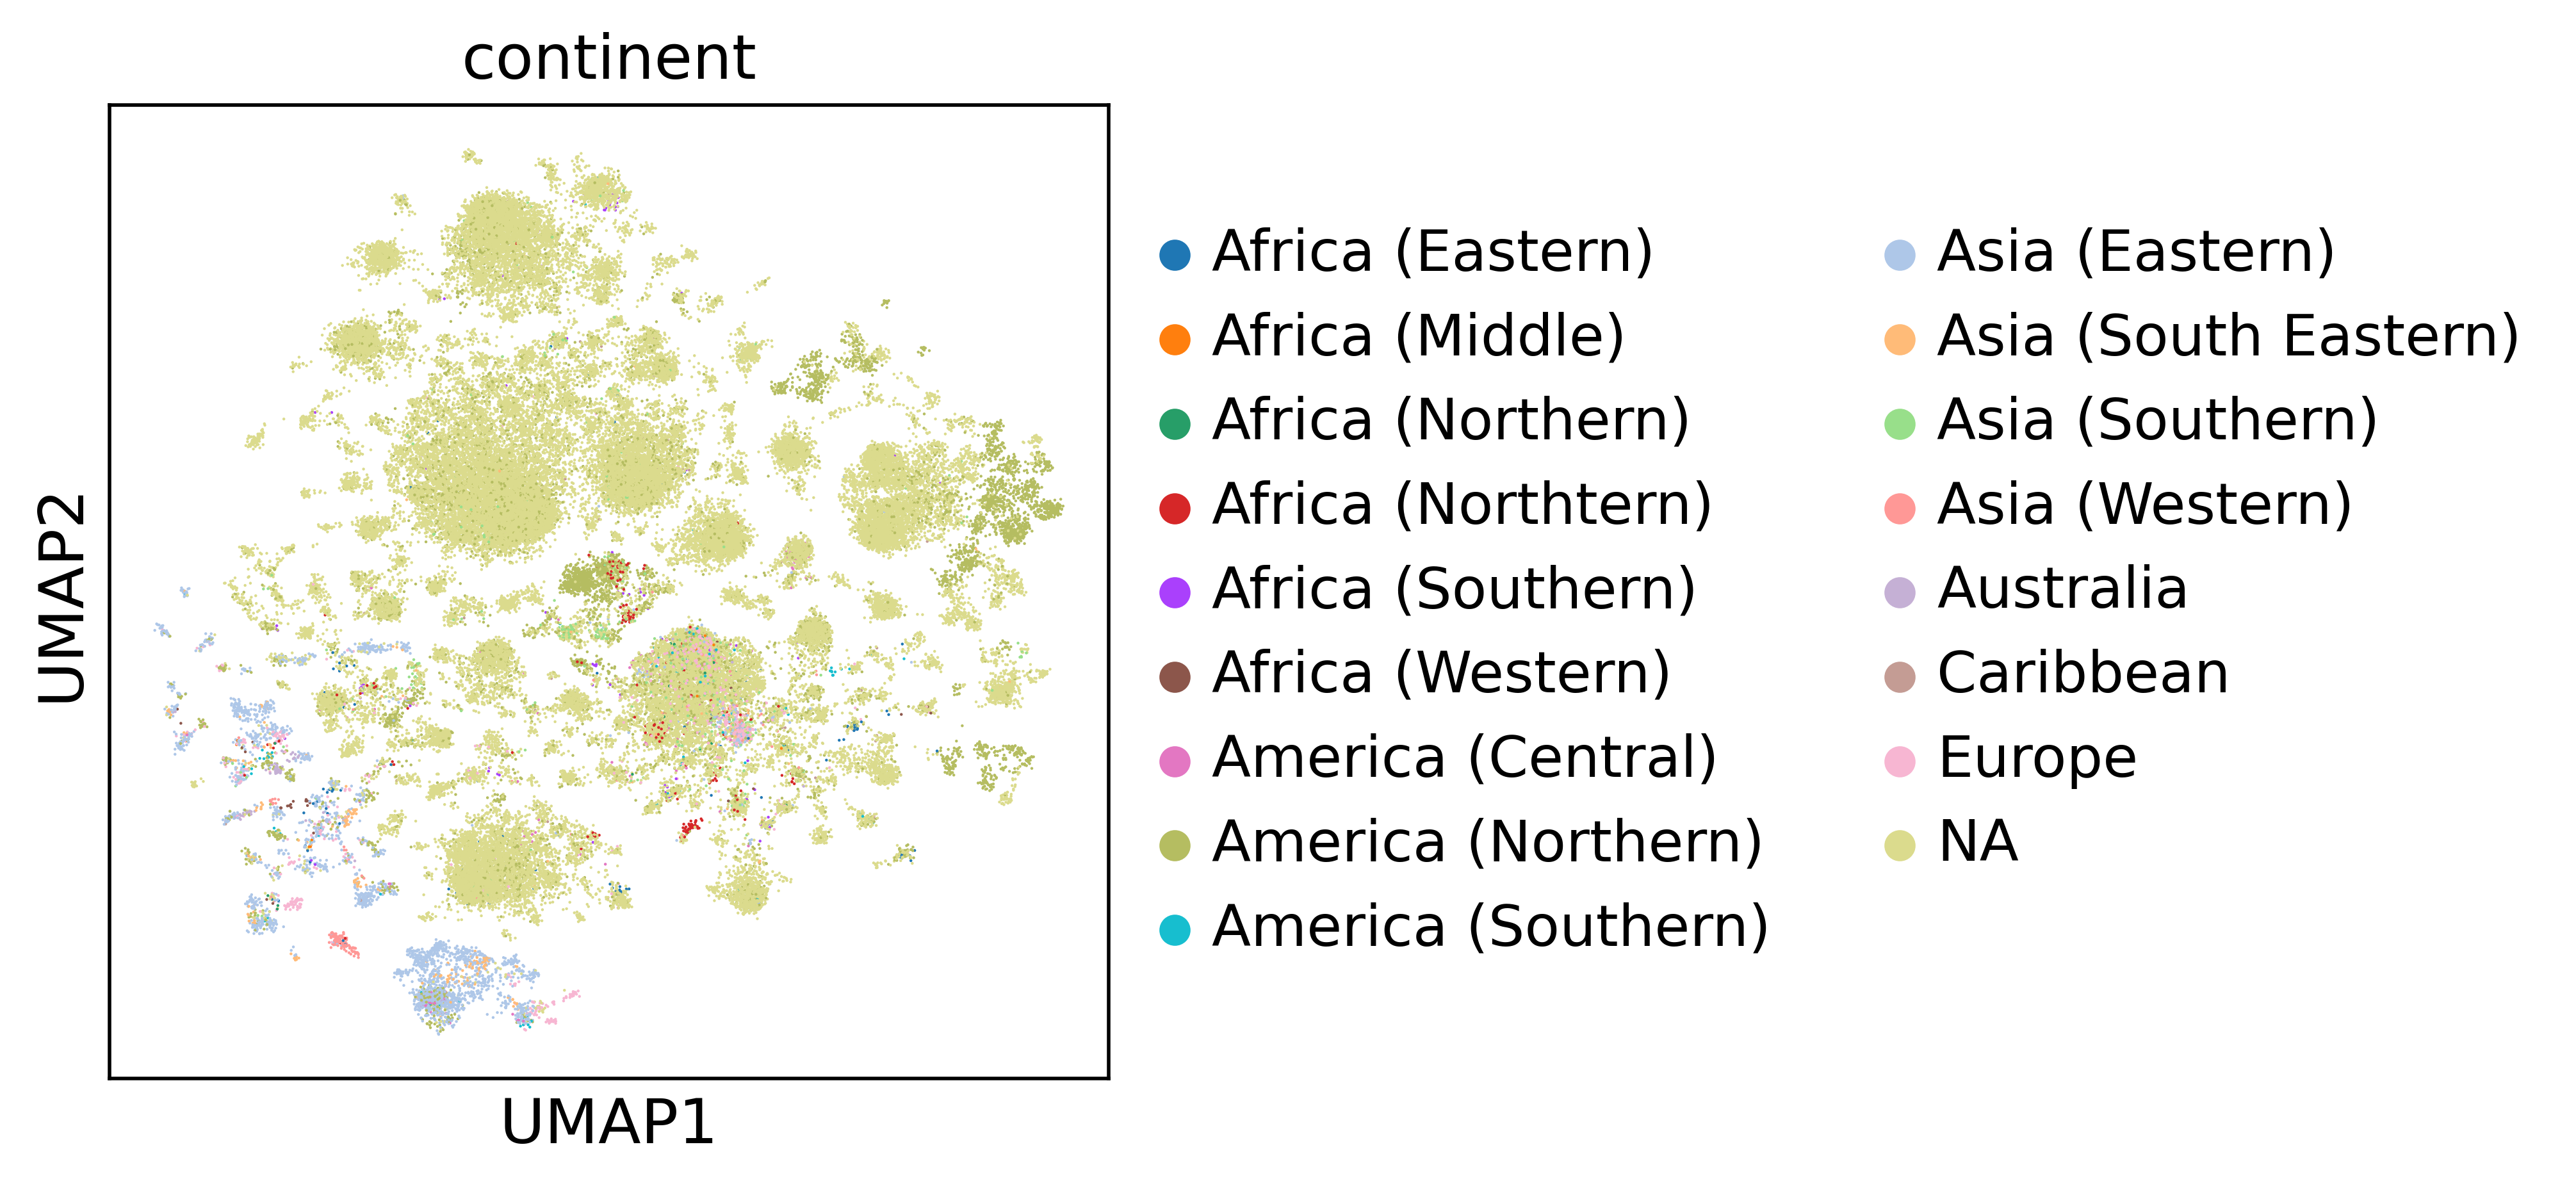 continent
UMAP2
UMAP1
Africa (Eastern)
Africa (Middle)
Africa (Northern)
Africa (Northtern)
Africa (Southern)
Africa (Western)
America (Central)
America (Northern)
America (Southern)
Asia (Eastern)
Asia (South Eastern)
Asia (Southern)
Asia (Western)
Australia
Caribbean
Europe
NA